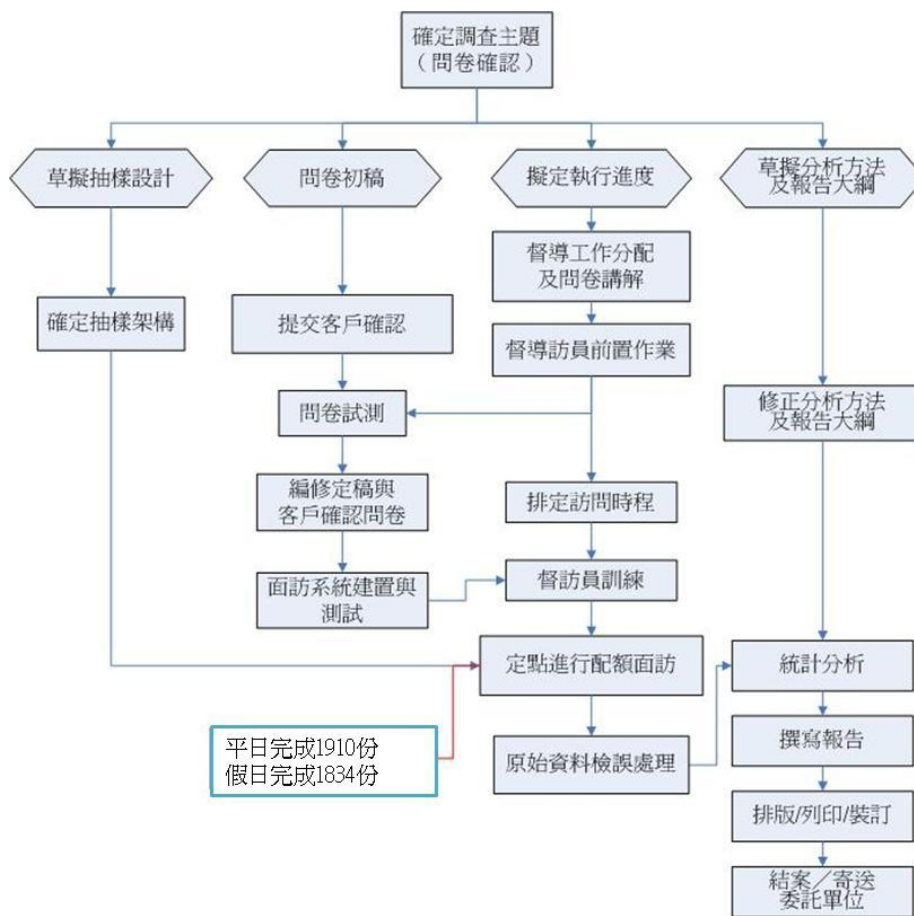 確定調查主題
(問卷確認)
草擬抽樣設計
問卷初稿
擬定執行進度
草擬分析方法
及報告大綱
督導工作分配
及問卷講解
確定抽樣架構
提交客戶確認
督導訪員前置作業
問卷試測
修正分析方法
及報告大綱
編修定稿與
客戶確認問卷
排定訪問時程
面訪系統建置與
測試
督訪員訓練
定點進行配額面訪
統計分析
平日完成1910份
假日完成1834份
原始資料檢誤處理
撰寫報告
排版/列印/裝訂
結案／寄送
委託單位